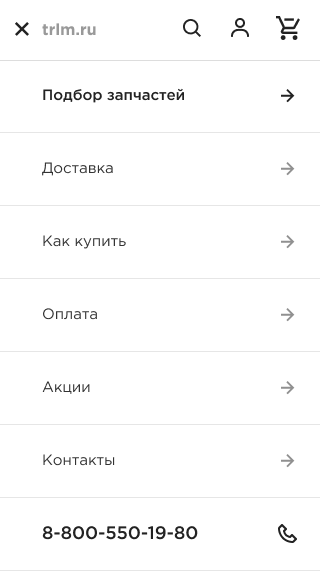 trlm.ru
Подбор запчастей
Доставка
Как купить
Оплата
Акции
Контакты
8-800-550-19-80